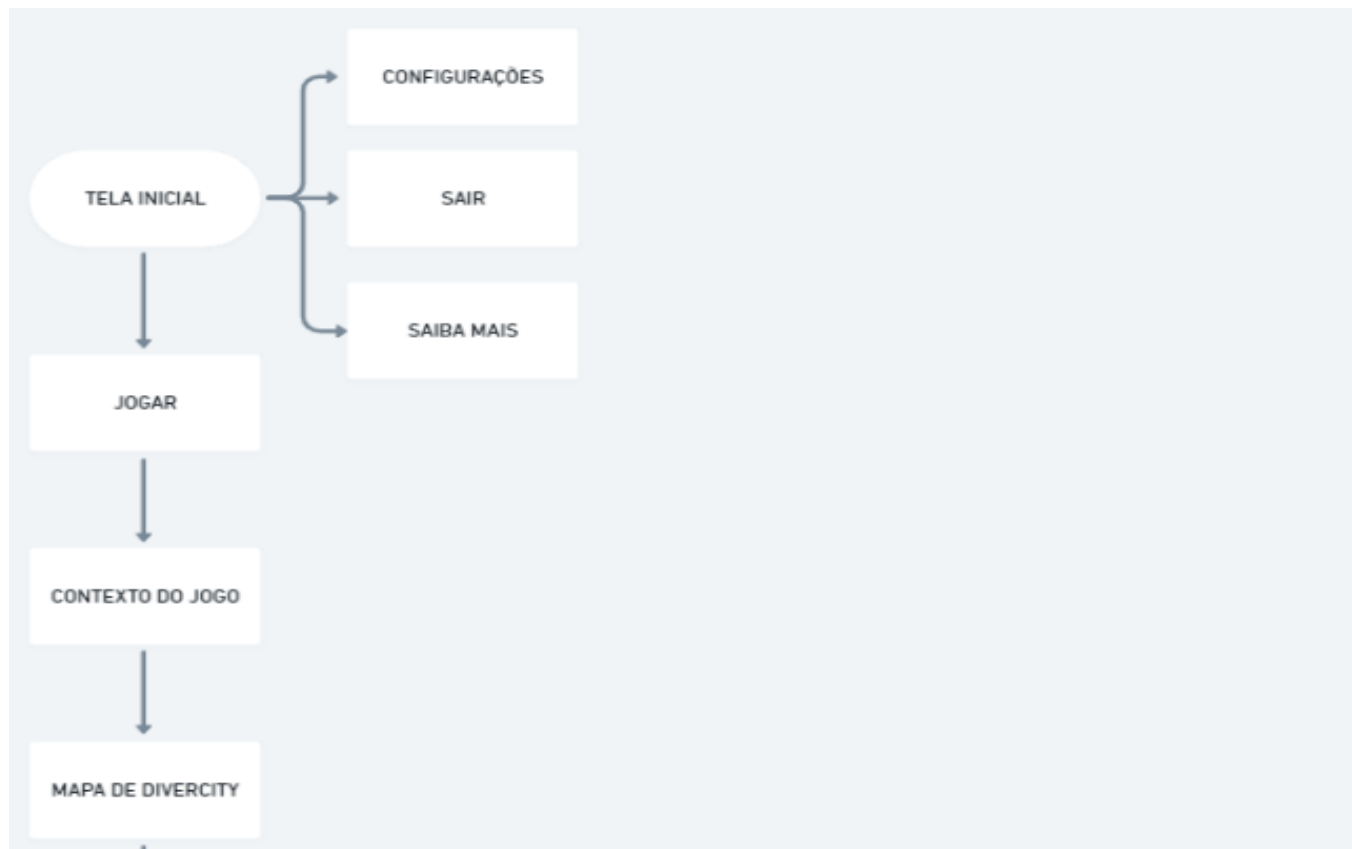 CONFIGURAÇÕES
TELA INICIAL
SAIR
SAIBA MAIS
JOGAR
CONTEXTO DO JOGO
MAPA DE DIVERCITY